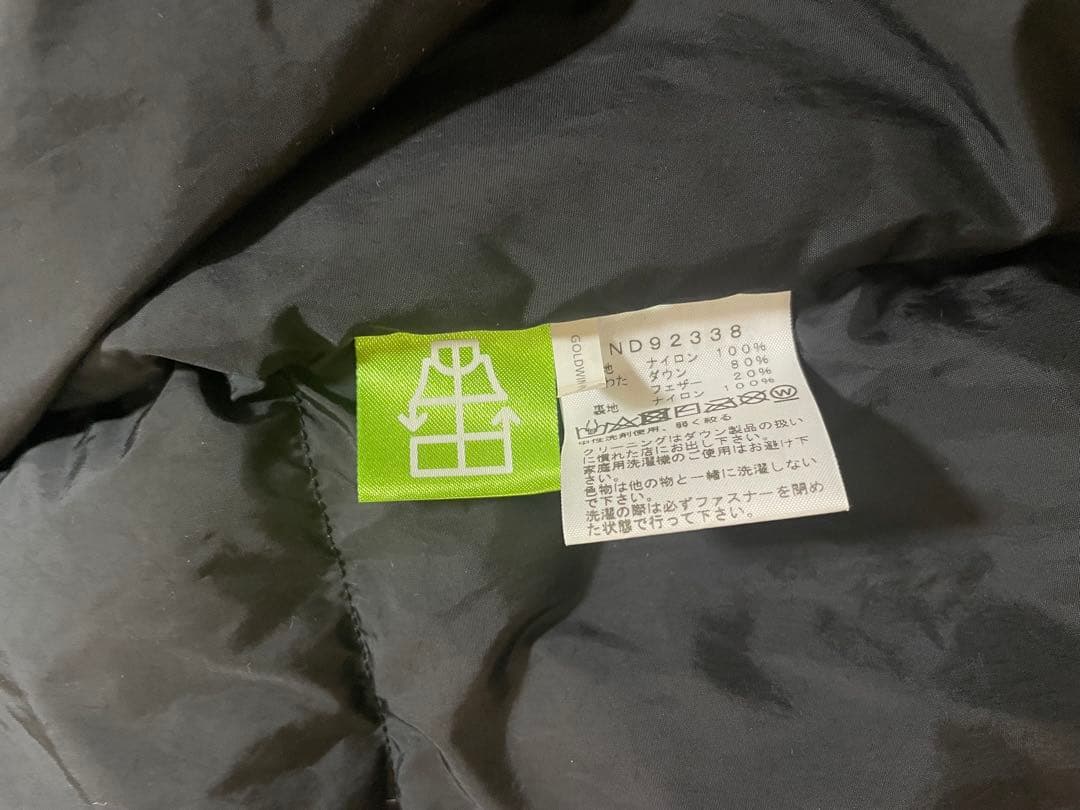 GOLDWIN
ND92338
地 ナイロン 100%
わた ダウン 80%
フェザー 20%
裏地 ナイロン 100%
中性洗剤使用、弱く絞る
クリーニングはダウン製品の扱い
に慣れた店にお出し下さい。
家庭用洗濯機のご使用はお避け下
さい。
色物は他の物と一緒に洗濯しない
で下さい。
洗濯の際は必ずファスナーを閉め
た状態で行って下さい。